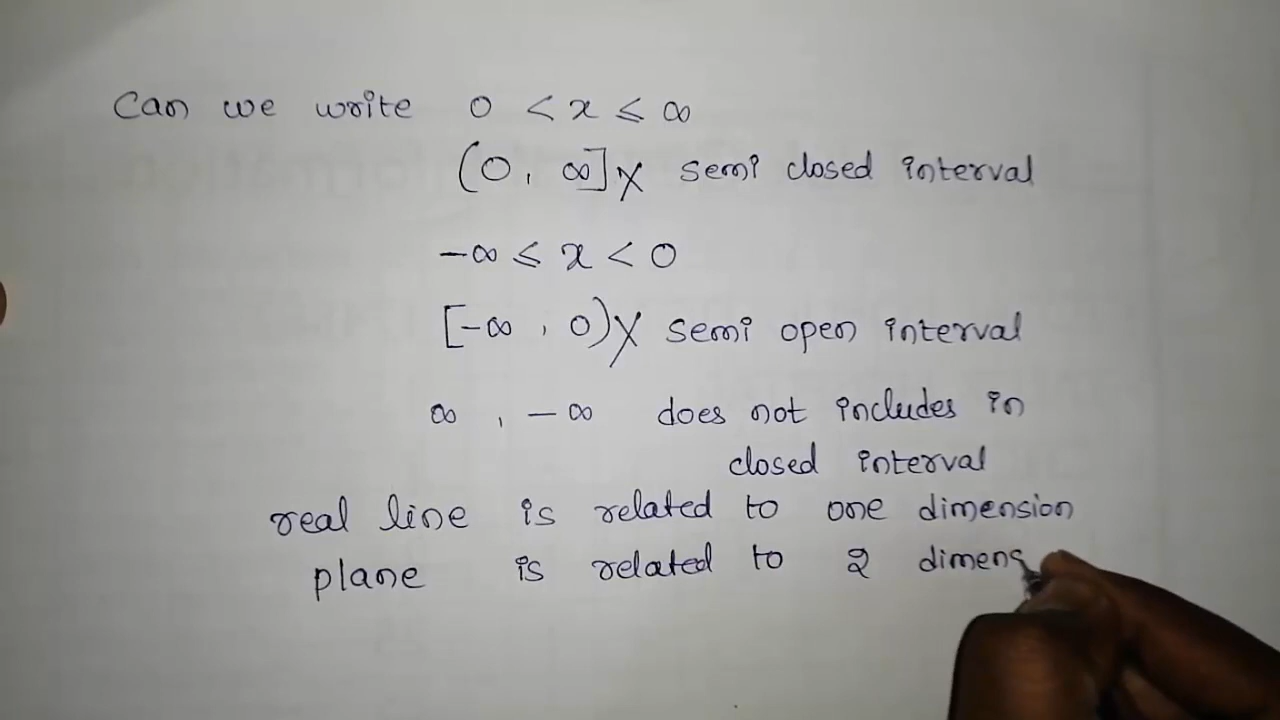 Can we write 0 < x ≤ ∞
(0, ∞] X semi closed interval
-∞ ≤ x < 0
[-∞, 0) X semi open interval
∞, -∞ does not includes in
closed interval
real line is related to one dimension
plane is related to 2 dimens